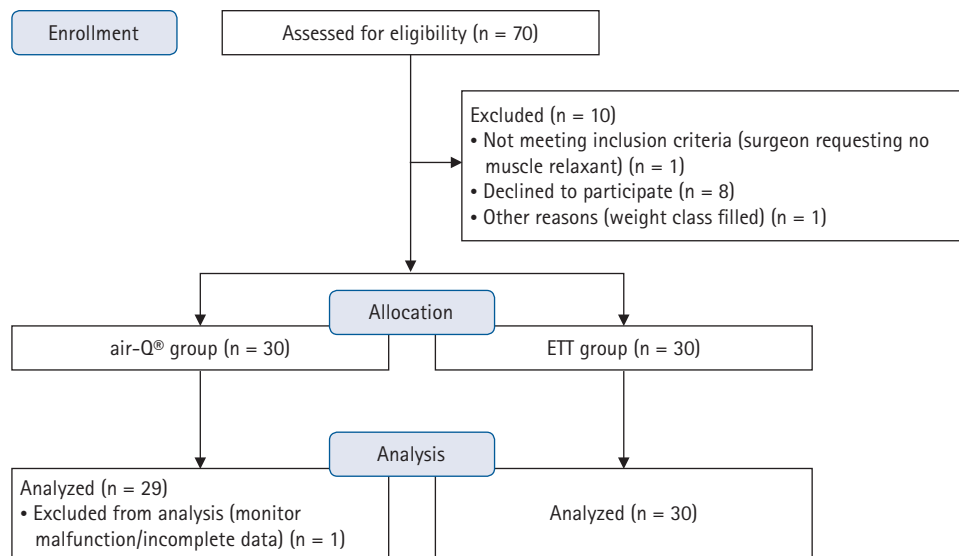 Enrollment
Assessed for eligibility (n = 70)
Excluded (n = 10)
• Not meeting inclusion criteria (surgeon requesting no
muscle relaxant) (n = 1)
• Declined to participate (n = 8)
• Other reasons (weight class filled) (n = 1)
Allocation
air-Q® group (n = 30)
ETT group (n = 30)
Analysis
Analyzed (n = 29)
• Excluded from analysis (monitor
malfunction/incomplete data) (n = 1)
Analyzed (n = 30)